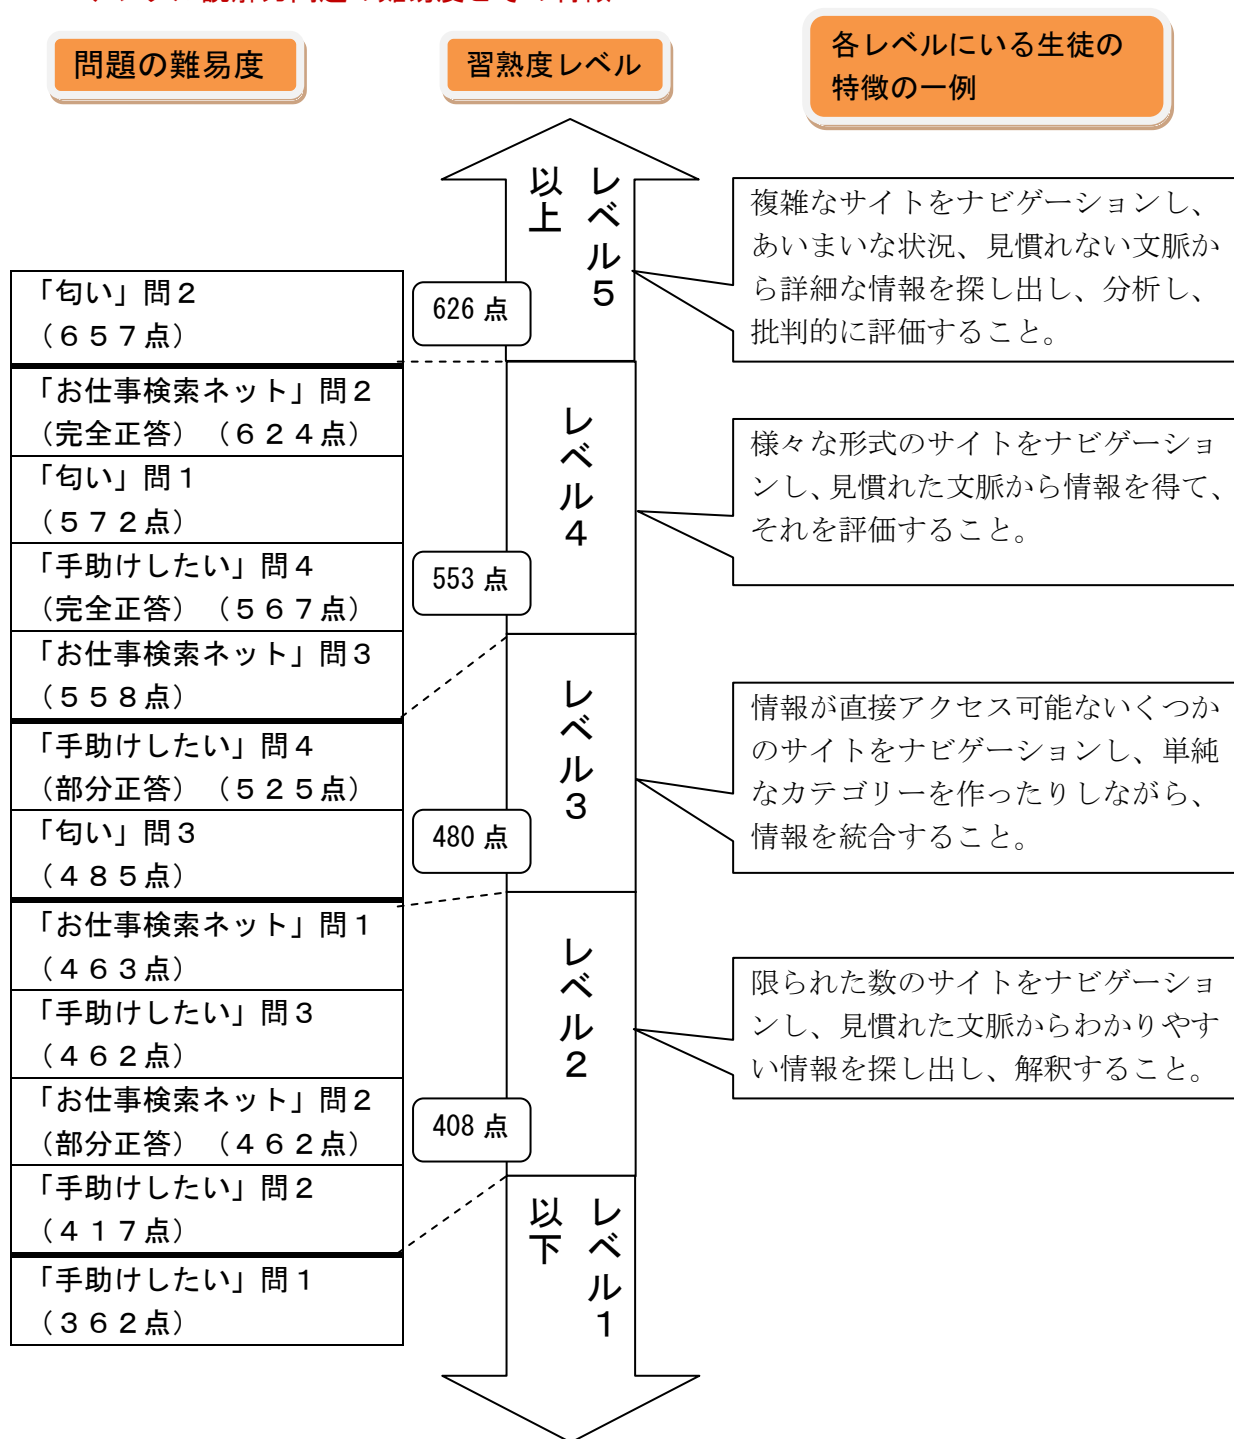 問題の難易度
習熟度レベル
各レベルにいる生徒の
特徴の一例
「匂い」問２
（６５７点）
「お仕事検索ネット」問２
（完全正答）（６２４点）
「匂い」問１
（５７２点）
「手助けしたい」問４
（完全正答）（５６７点）
「お仕事検索ネット」問３
（５５８点）
「手助けしたい」問４
（部分正答）（５２５点）
「匂い」問３
（４８５点）
「お仕事検索ネット」問１
（４６３点）
「手助けしたい」問３
（４６２点）
「お仕事検索ネット」問２
（部分正答）（４６２点）
「手助けしたい」問２
（４１７点）
「手助けしたい」問１
（３６２点）
626 点
553 点
480 点
408 点
レベル５
以上
レベル４
レベル３
レベル２
レベル１
以下
複雑なサイトをナビゲーションし、
あいまいな状況、見慣れない文脈か
ら詳細な情報を探し出し、分析し、
批判的に評価すること。
様々な形式のサイトをナビゲーショ
ンし、見慣れた文脈から情報を得て、
それを評価すること。
情報が直接アクセス可能ないくつか
のサイトをナビゲーションし、単純
なカテゴリーを作ったりしながら、
情報を統合すること。
限られた数のサイトをナビゲーショ
ンし、見慣れた文脈からわかりやす
い情報を探し出し、解釈すること。